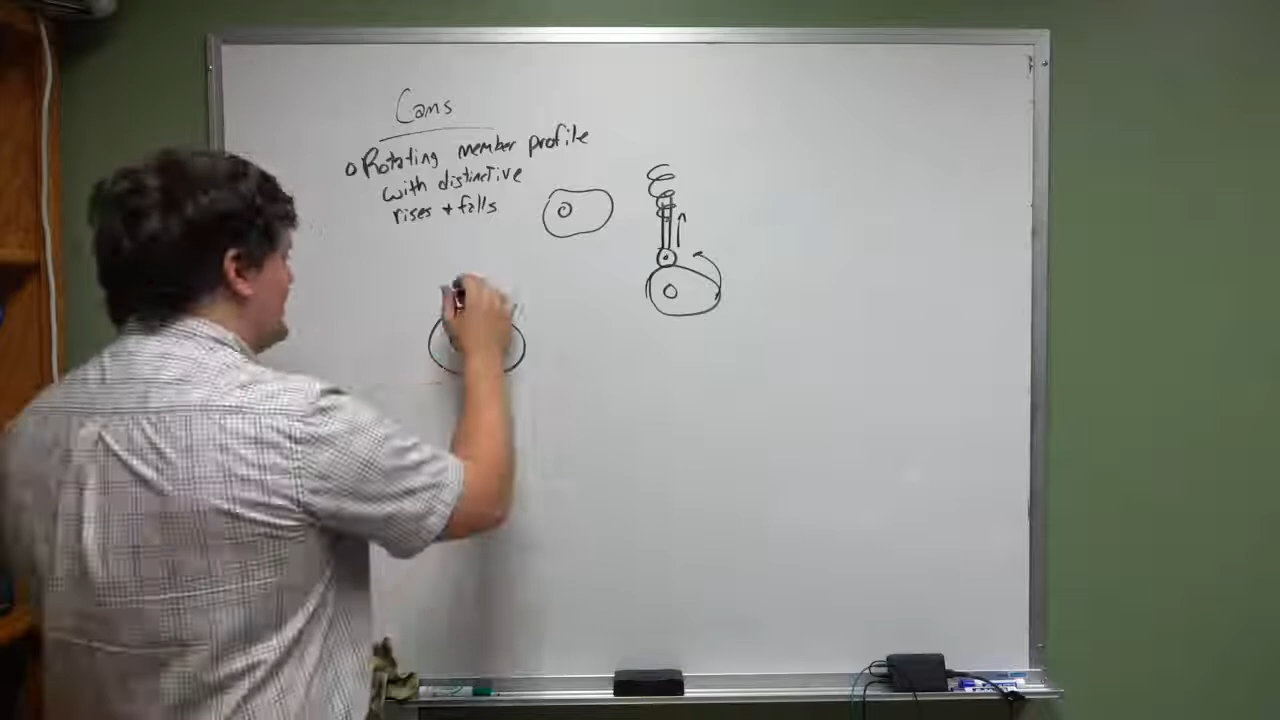 Cams
Rotating member profile
with distinctive
rises + falls